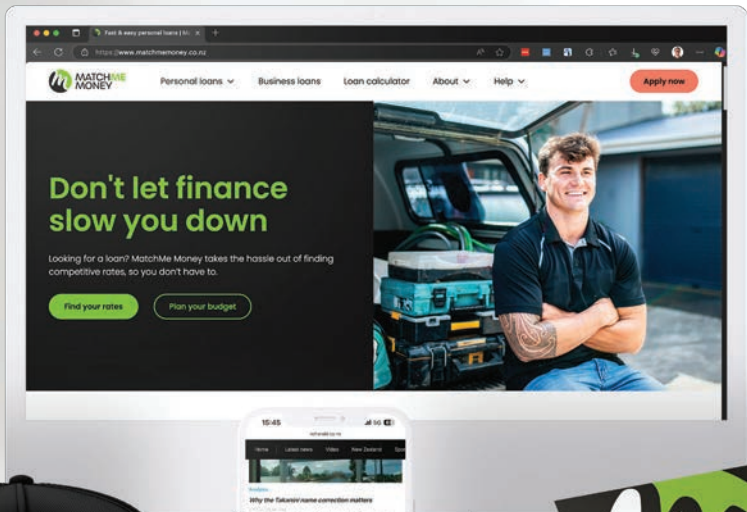 Fast & easy personal loans | M
https://www.matchmemoney.co.nz
MATCHME
MONEY
Personal loans
Business loans
Loan calculator
About
Help
Apply now
Don't let finance
slow you down
Looking for a loan? MatchMe Money takes the hassle out of finding
competitive rates, so you don't have to.
Find your rates
Plan your budget
15:45
5G
Home
Latest news
Video
New Zealand
Spo
Why the Takanini name correction matters